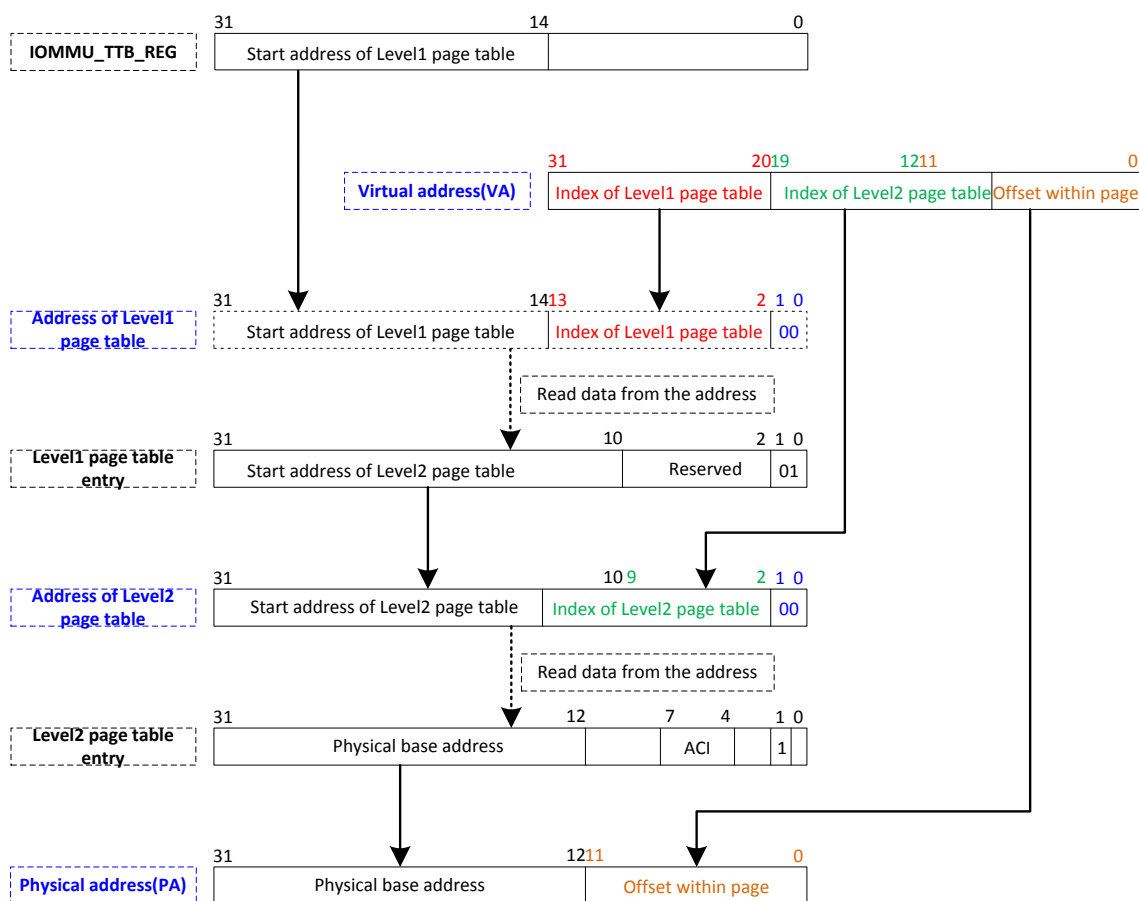 31 14 0
IOMMU_TTB_REG
Start address of Level1 page table
31 20 19 12 11 0
Virtual address(VA)
Index of Level1 page table Index of Level2 page table Offset within page
31 14 13 2 1 0
Address of Level1
page table
Start address of Level1 page table Index of Level1 page table 00
Read data from the address
31 10 2 1 0
Level1 page table
entry
Start address of Level2 page table Reserved 01
31 10 9 2 1 0
Address of Level2
page table
Start address of Level2 page table Index of Level2 page table 00
Read data from the address
31 12 7 4 1 0
Level2 page table
entry
Physical base address ACI 1
31 12 11 0
Physical address(PA)
Physical base address Offset within page